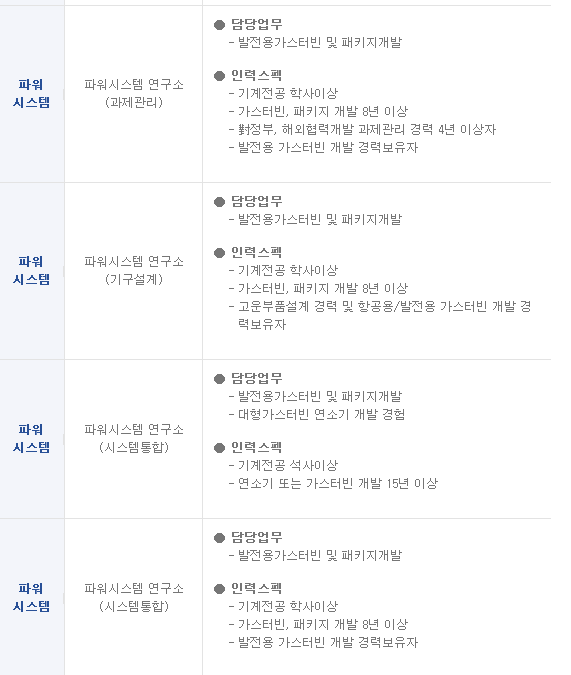 파워
시스템
파워시스템 연구소
(과제관리)
● 담당업무
- 발전용가스터빈 및 패키지개발
● 인력스펙
- 기계전공 학사이상
- 가스터빈, 패키지 개발 8년 이상
- 對정부, 해외협력개발 과제관리 경력 4년 이상자
- 발전용 가스터빈 개발 경력보유자
파워
시스템
파워시스템 연구소
(기구설계)
● 담당업무
- 발전용가스터빈 및 패키지개발
● 인력스펙
- 기계전공 학사이상
- 가스터빈, 패키지 개발 8년 이상
- 고운부품설계 경력 및 항공용/발전용 가스터빈 개발 경
력보유자
파워
시스템
파워시스템 연구소
(시스템통합)
● 담당업무
- 발전용가스터빈 및 패키지개발
- 대형가스터빈 연소기 개발 경험
● 인력스펙
- 기계전공 석사이상
- 연소기 또는 가스터빈 개발 15년 이상
파워
시스템
파워시스템 연구소
(시스템통합)
● 담당업무
- 발전용가스터빈 및 패키지개발
● 인력스펙
- 기계전공 학사이상
- 가스터빈, 패키지 개발 8년 이상
- 발전용 가스터빈 개발 경력보유자